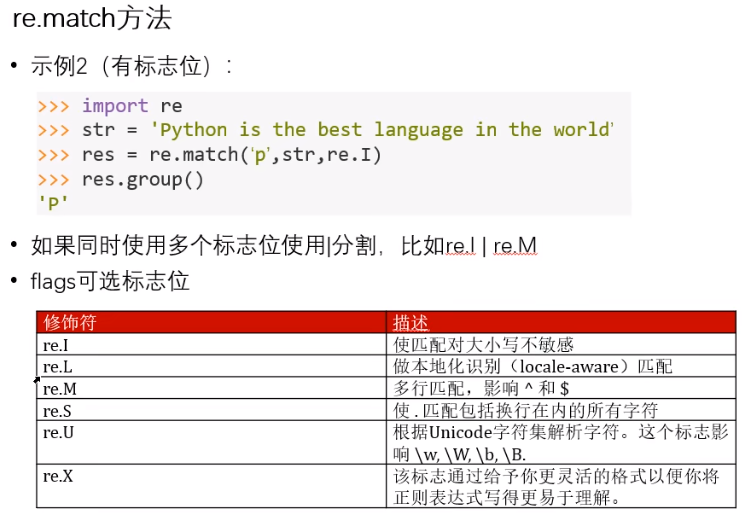 re.match方法
• 示例2（有标志位）:
>>> import re
>>> str = 'Python is the best language in the world'
>>> res = re.match('p',str,re.I)
>>> res.group()
'P'
• 如果同时使用多个标志位使用|分割，比如re.I | re.M
• flags可选标志位
修饰符 描述
re.I 使匹配对大小写不敏感
re.L 做本地化识别（locale-aware）匹配
re.M 多行匹配，影响 ^ 和 $
re.S 使 . 匹配包括换行在内的所有字符
re.U 根据Unicode字符集解析字符。这个标志影
响 \w, \W, \b, \B.
re.X 该标志通过给予你更灵活的格式以便你将
正则表达式写得更易于理解。